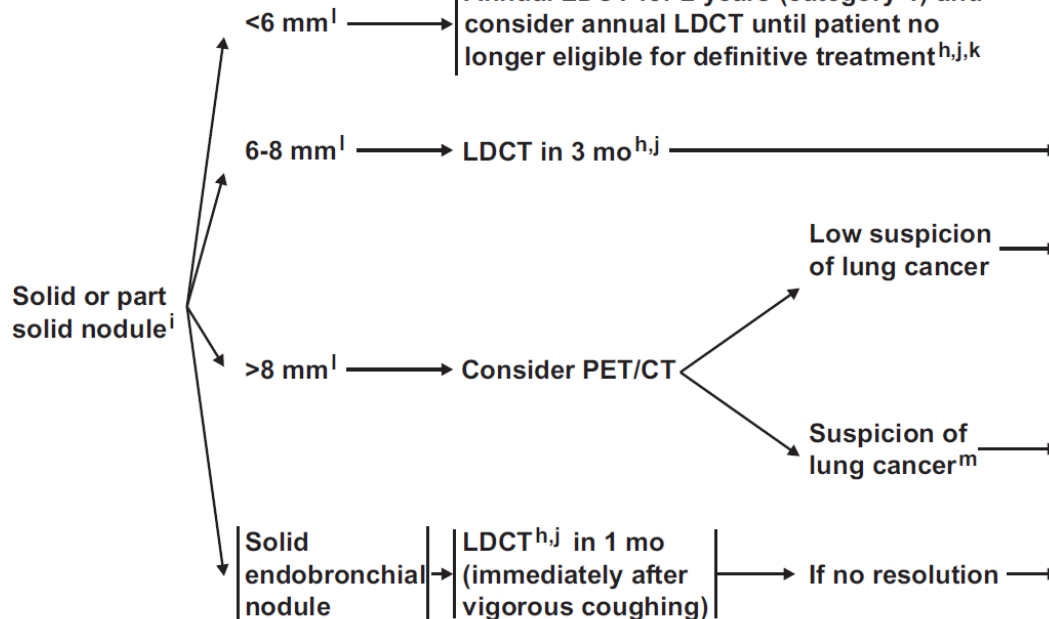 <6 mm^l
consider annual LDCT until patient no
longer eligible for definitive treatment^h,j,k
6-8 mm^l
LDCT in 3 mo^h,j
Low suspicion
of lung cancer
Solid or part
solid nodule^i
>8 mm^l
Consider PET/CT
Suspicion of
lung cancer^m
Solid
endobronchial
nodule
LDCT^h,j in 1 mo
(immediately after
vigorous coughing)
If no resolution